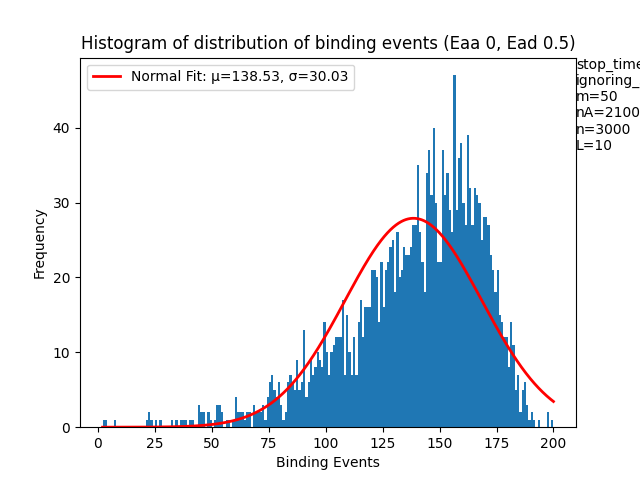 Histogram of distribution of binding events (Eaa 0, Ead 0.5)
Normal Fit: μ=138.53, σ=30.03
stop_time
ignoring_
m=50
nA=2100
n=3000
L=10
Frequency
40
30
20
10
0
0 25 50 75 100 125 150 175 200
Binding Events